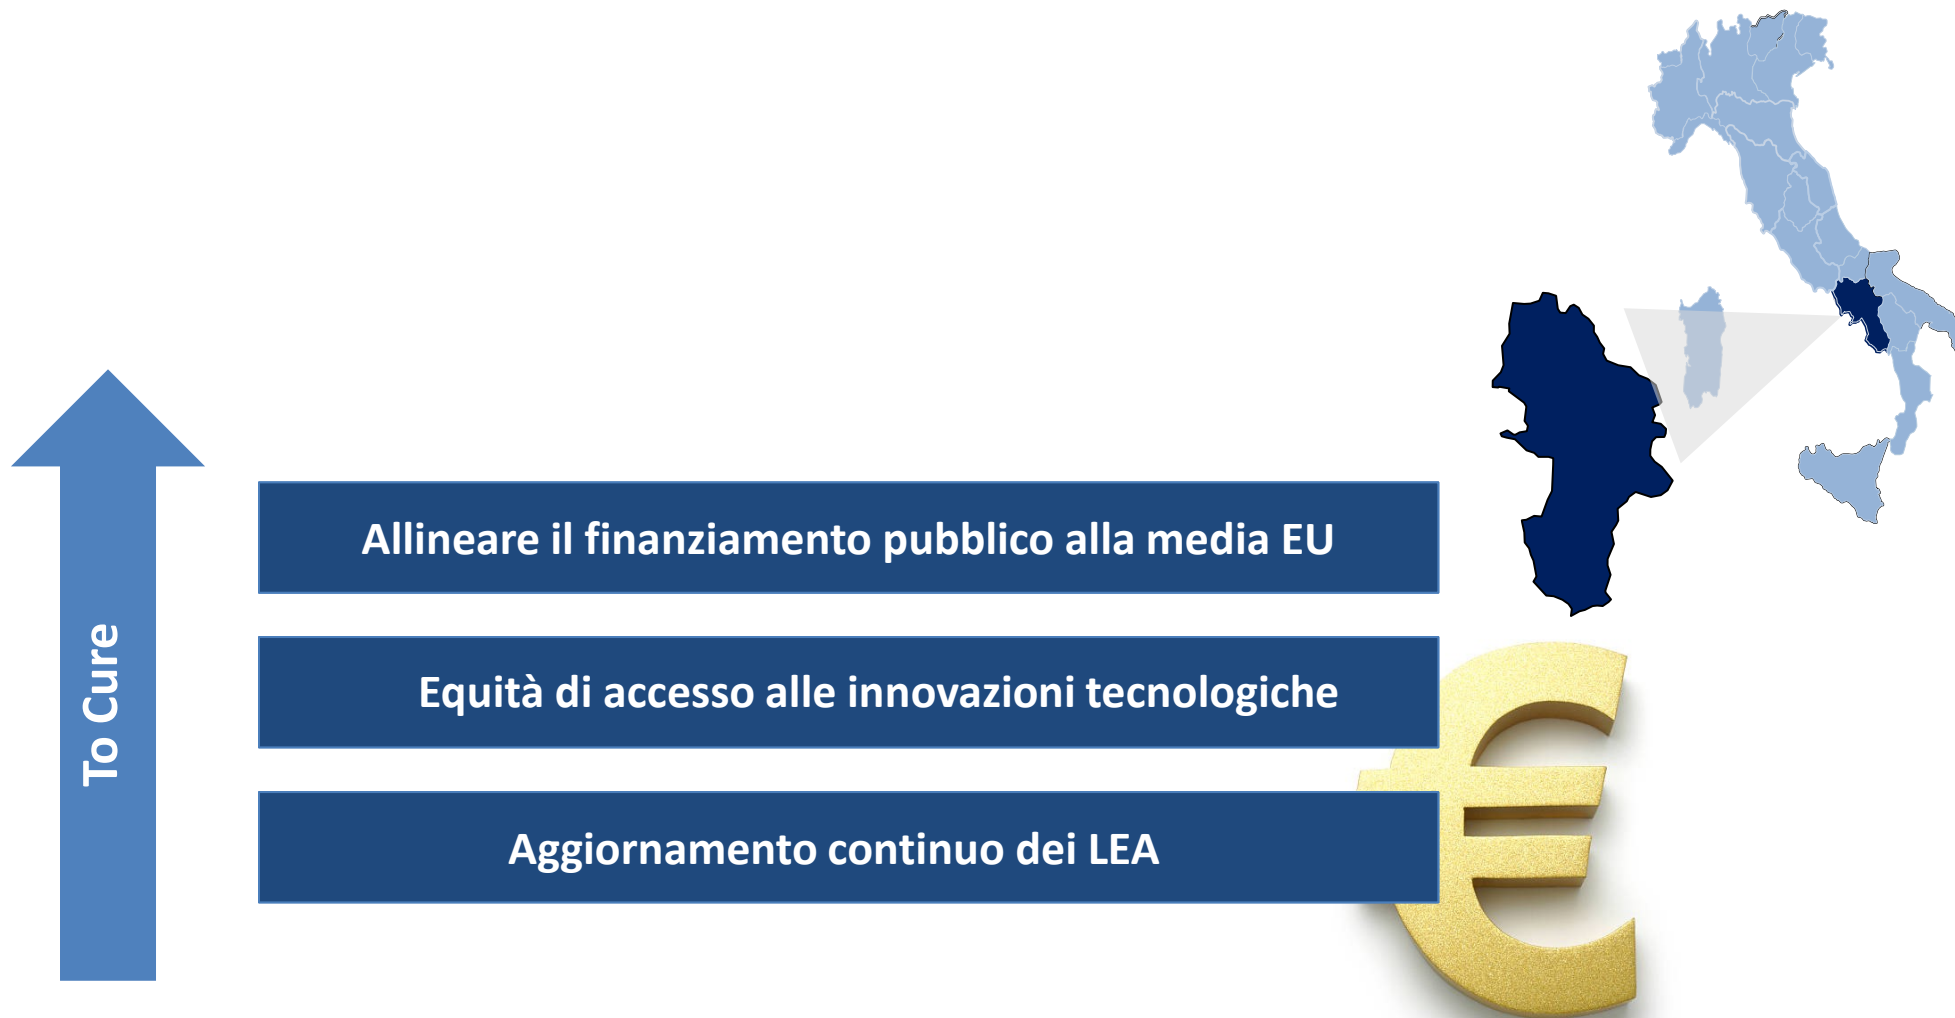 Allineare il finanziamento pubblico alla media EU
Equità di accesso alle innovazioni tecnologiche
Aggiornamento continuo dei LEA
To Cure